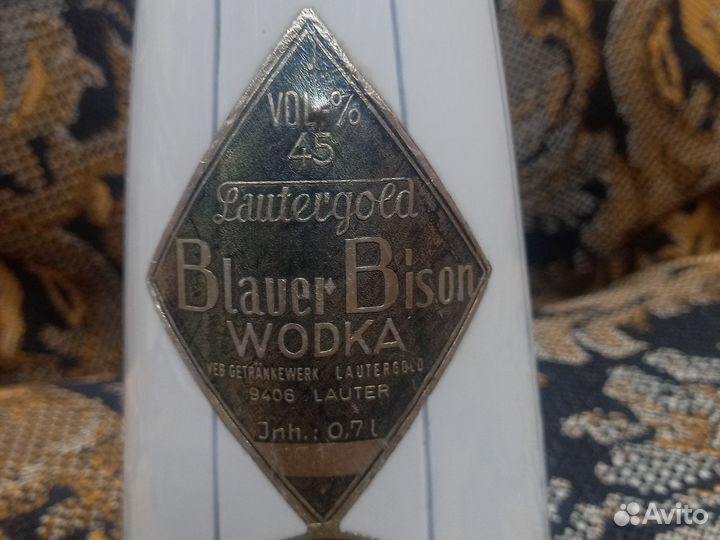 VOL.%
45
Lautergold
Blauer Bison
WODKA
VEB GETRÄNKEWERK LAUTERGOLD
9406 LAUTER
Jnh.: 0,7 l
Avito